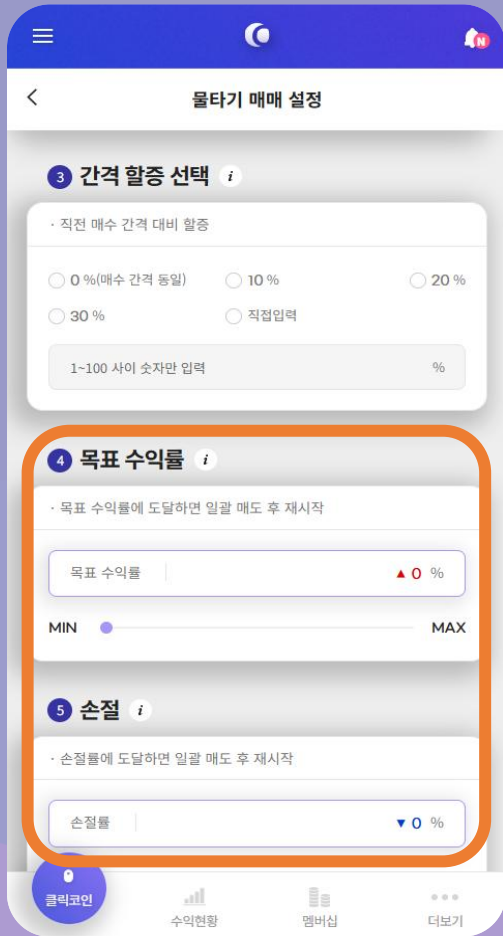 N
물타기 매매 설정
3 간격 할증 선택 i
· 직전 매수 간격 대비 할증
0 %(매수 간격 동일) 10 % 20 %
30 % 직접입력
1~100 사이 숫자만 입력 %
4 목표 수익률 i
· 목표 수익률에 도달하면 일괄 매도 후 재시작
목표 수익률 ▲ 0 %
MIN MAX
5 손절 i
· 손절률에 도달하면 일괄 매도 후 재시작
손절률 ▼ 0 %
클릭코인 수익현황 멤버십 더보기